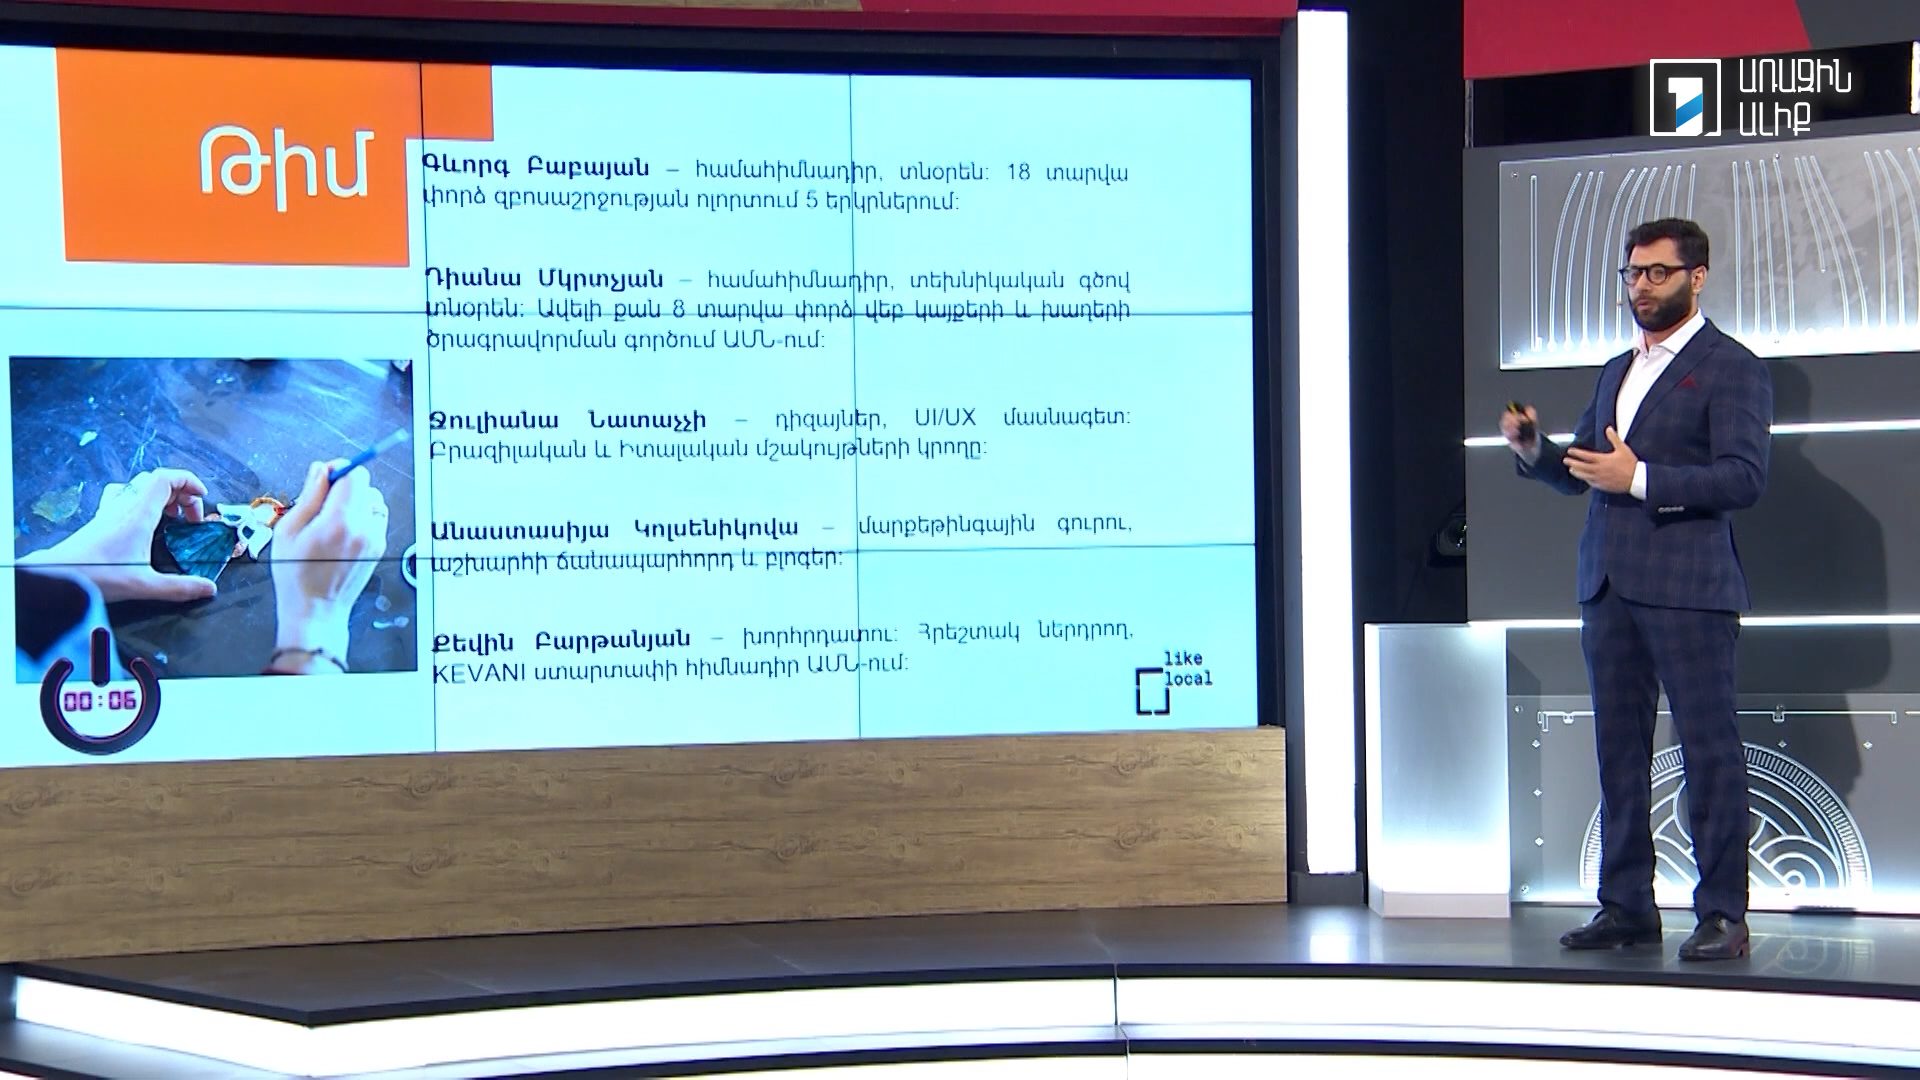 ԱՌԱՋԻՆ
ԱԼԻՔ
Թիմ
Գևորգ Բաբայան – համահիմնադիր, տնօրեն: 18 տարվա
փորձ զբոսաշրջության ոլորտում 5 երկրներում:
Դիանա Մկրտչյան – համահիմնադիր, տեխնիկական գծով
տնօրեն: Ավելի քան 8 տարվա փորձ վեբ կայքերի և խաղերի
ծրագրավորման գործում ԱՄՆ-ում:
Ջուլիանա Նատաչչի – դիզայներ, UI/UX մասնագետ:
Բրազիլական և Իտալական մշակույթների կրողը:
Անաստասիյա Կոլսենիկովա – մարքեթինգային գուրու,
աշխարհի ճանապարհորդ և բլոգեր:
Քեվին Բարթանյան – խորհրդատու: Հրեշտակ ներդրող,
KEVANI ստարտափի հիմնադիր ԱՄՆ-ում:
like
local
00:06